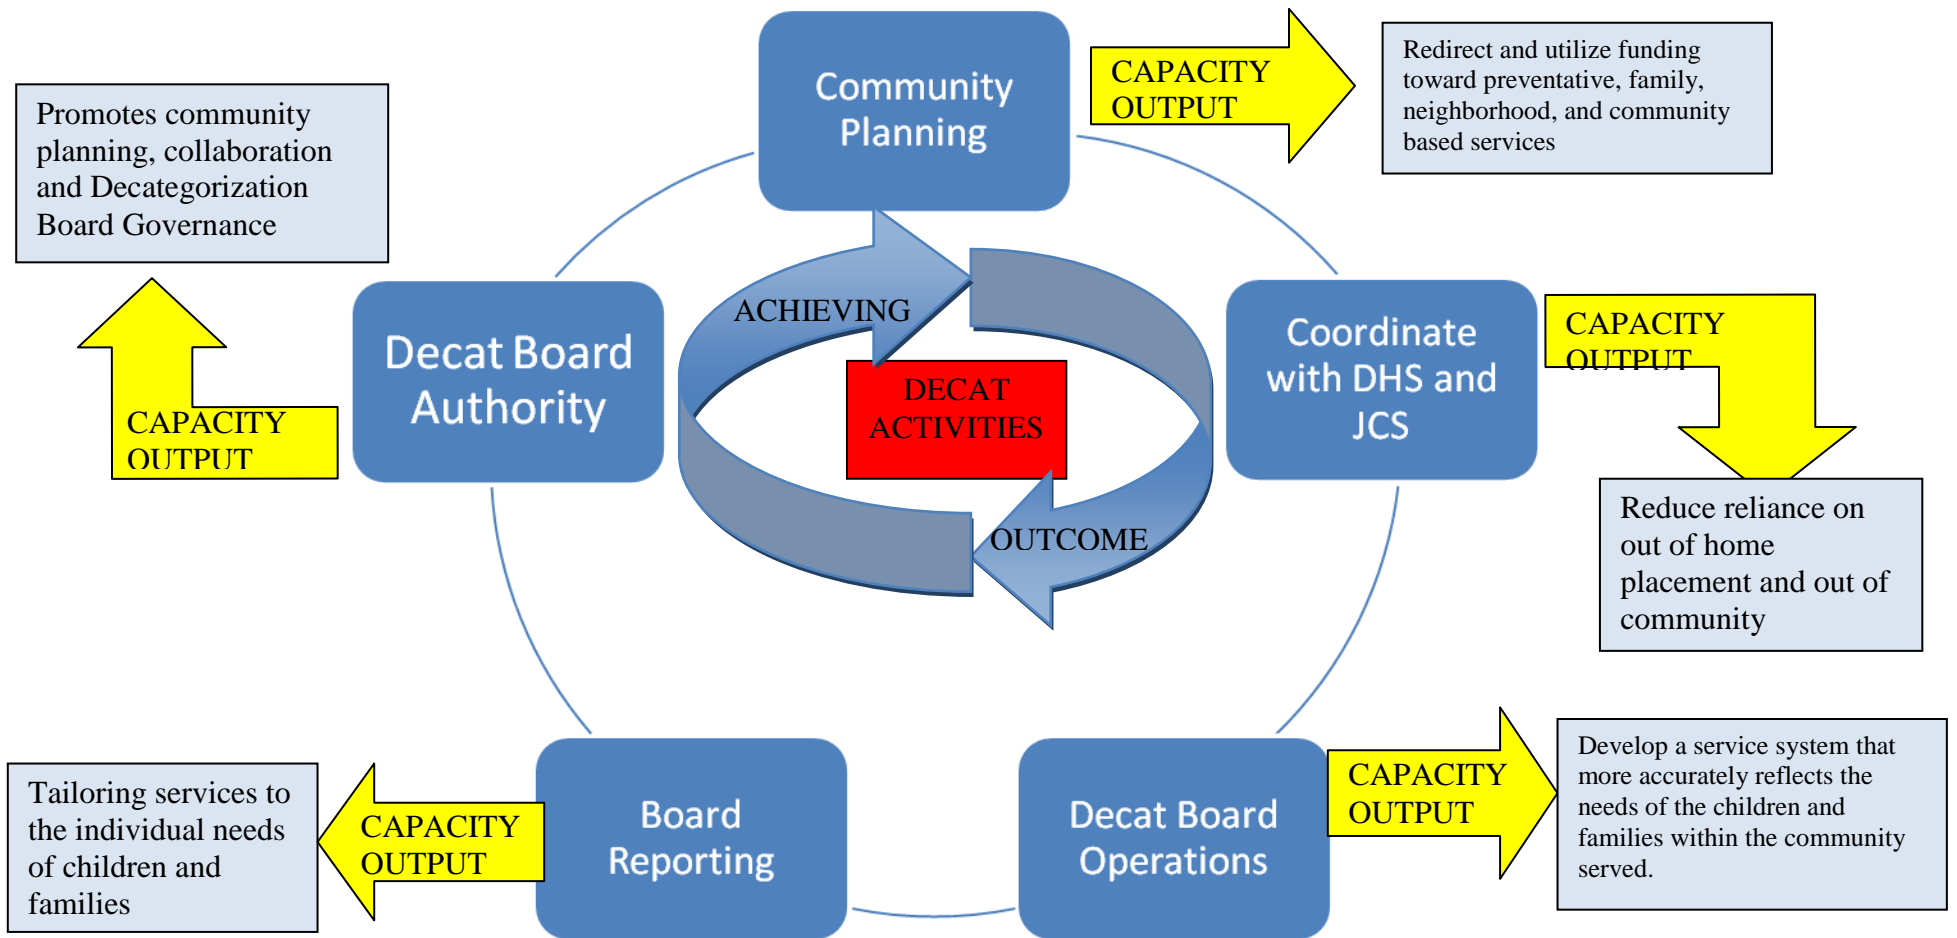 Community
Planning
CAPACITY
OUTPUT
Redirect and utilize funding
toward preventative, family,
neighborhood, and community
based services
Promotes community
planning, collaboration
and Decategorization
Board Governance
CAPACITY
OUTPUT
Decat Board
Authority
ACHIEVING
DECAT
ACTIVITIES
OUTCOME
Coordinate
with DHS and
JCS
CAPACITY
OUTPUT
Reduce reliance on
out of home
placement and out of
community
Tailoring services to
the individual needs
of children and
families
CAPACITY
OUTPUT
Board
Reporting
Decat Board
Operations
CAPACITY
OUTPUT
Develop a service system that
more accurately reflects the
needs of the children and
families within the community
served.